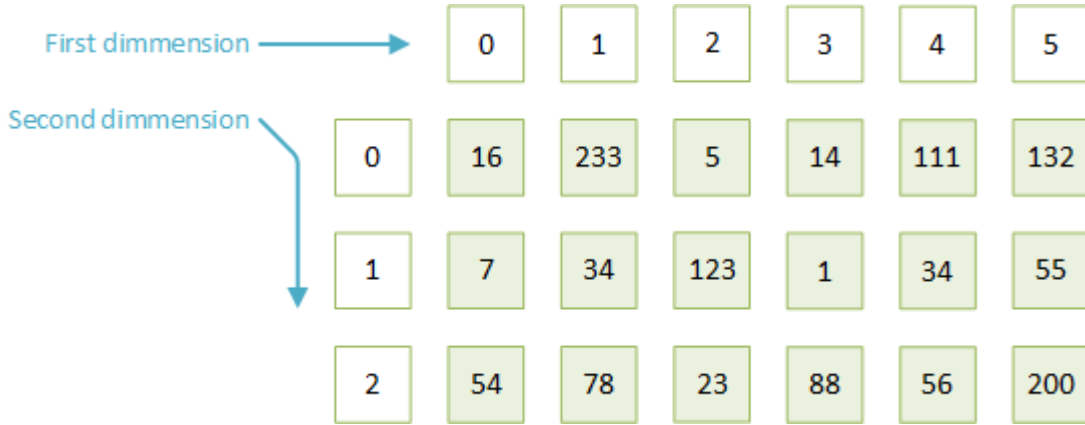 First dimmension 0 1 2 3 4 5
Second dimmension
0 16 233 5 14 111 132
1 7 34 123 1 34 55
2 54 78 23 88 56 200